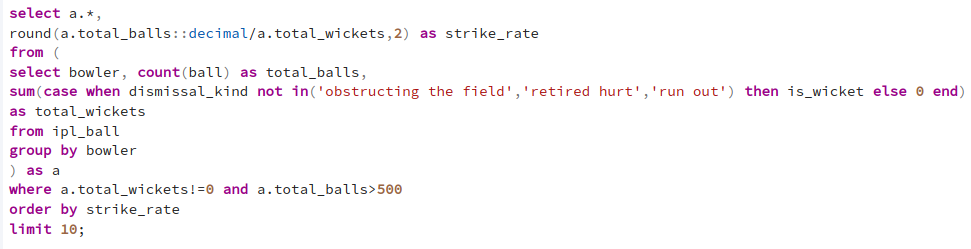 select a.*,
round(a.total_balls::decimal/a.total_wickets,2) as strike_rate
from (
select bowler, count(ball) as total_balls,
sum(case when dismissal_kind not in('obstructing the field','retired hurt','run out') then is_wicket else 0 end)
as total_wickets
from ipl_ball
group by bowler
) as a
where a.total_wickets!=0 and a.total_balls>500
order by strike_rate
limit 10;